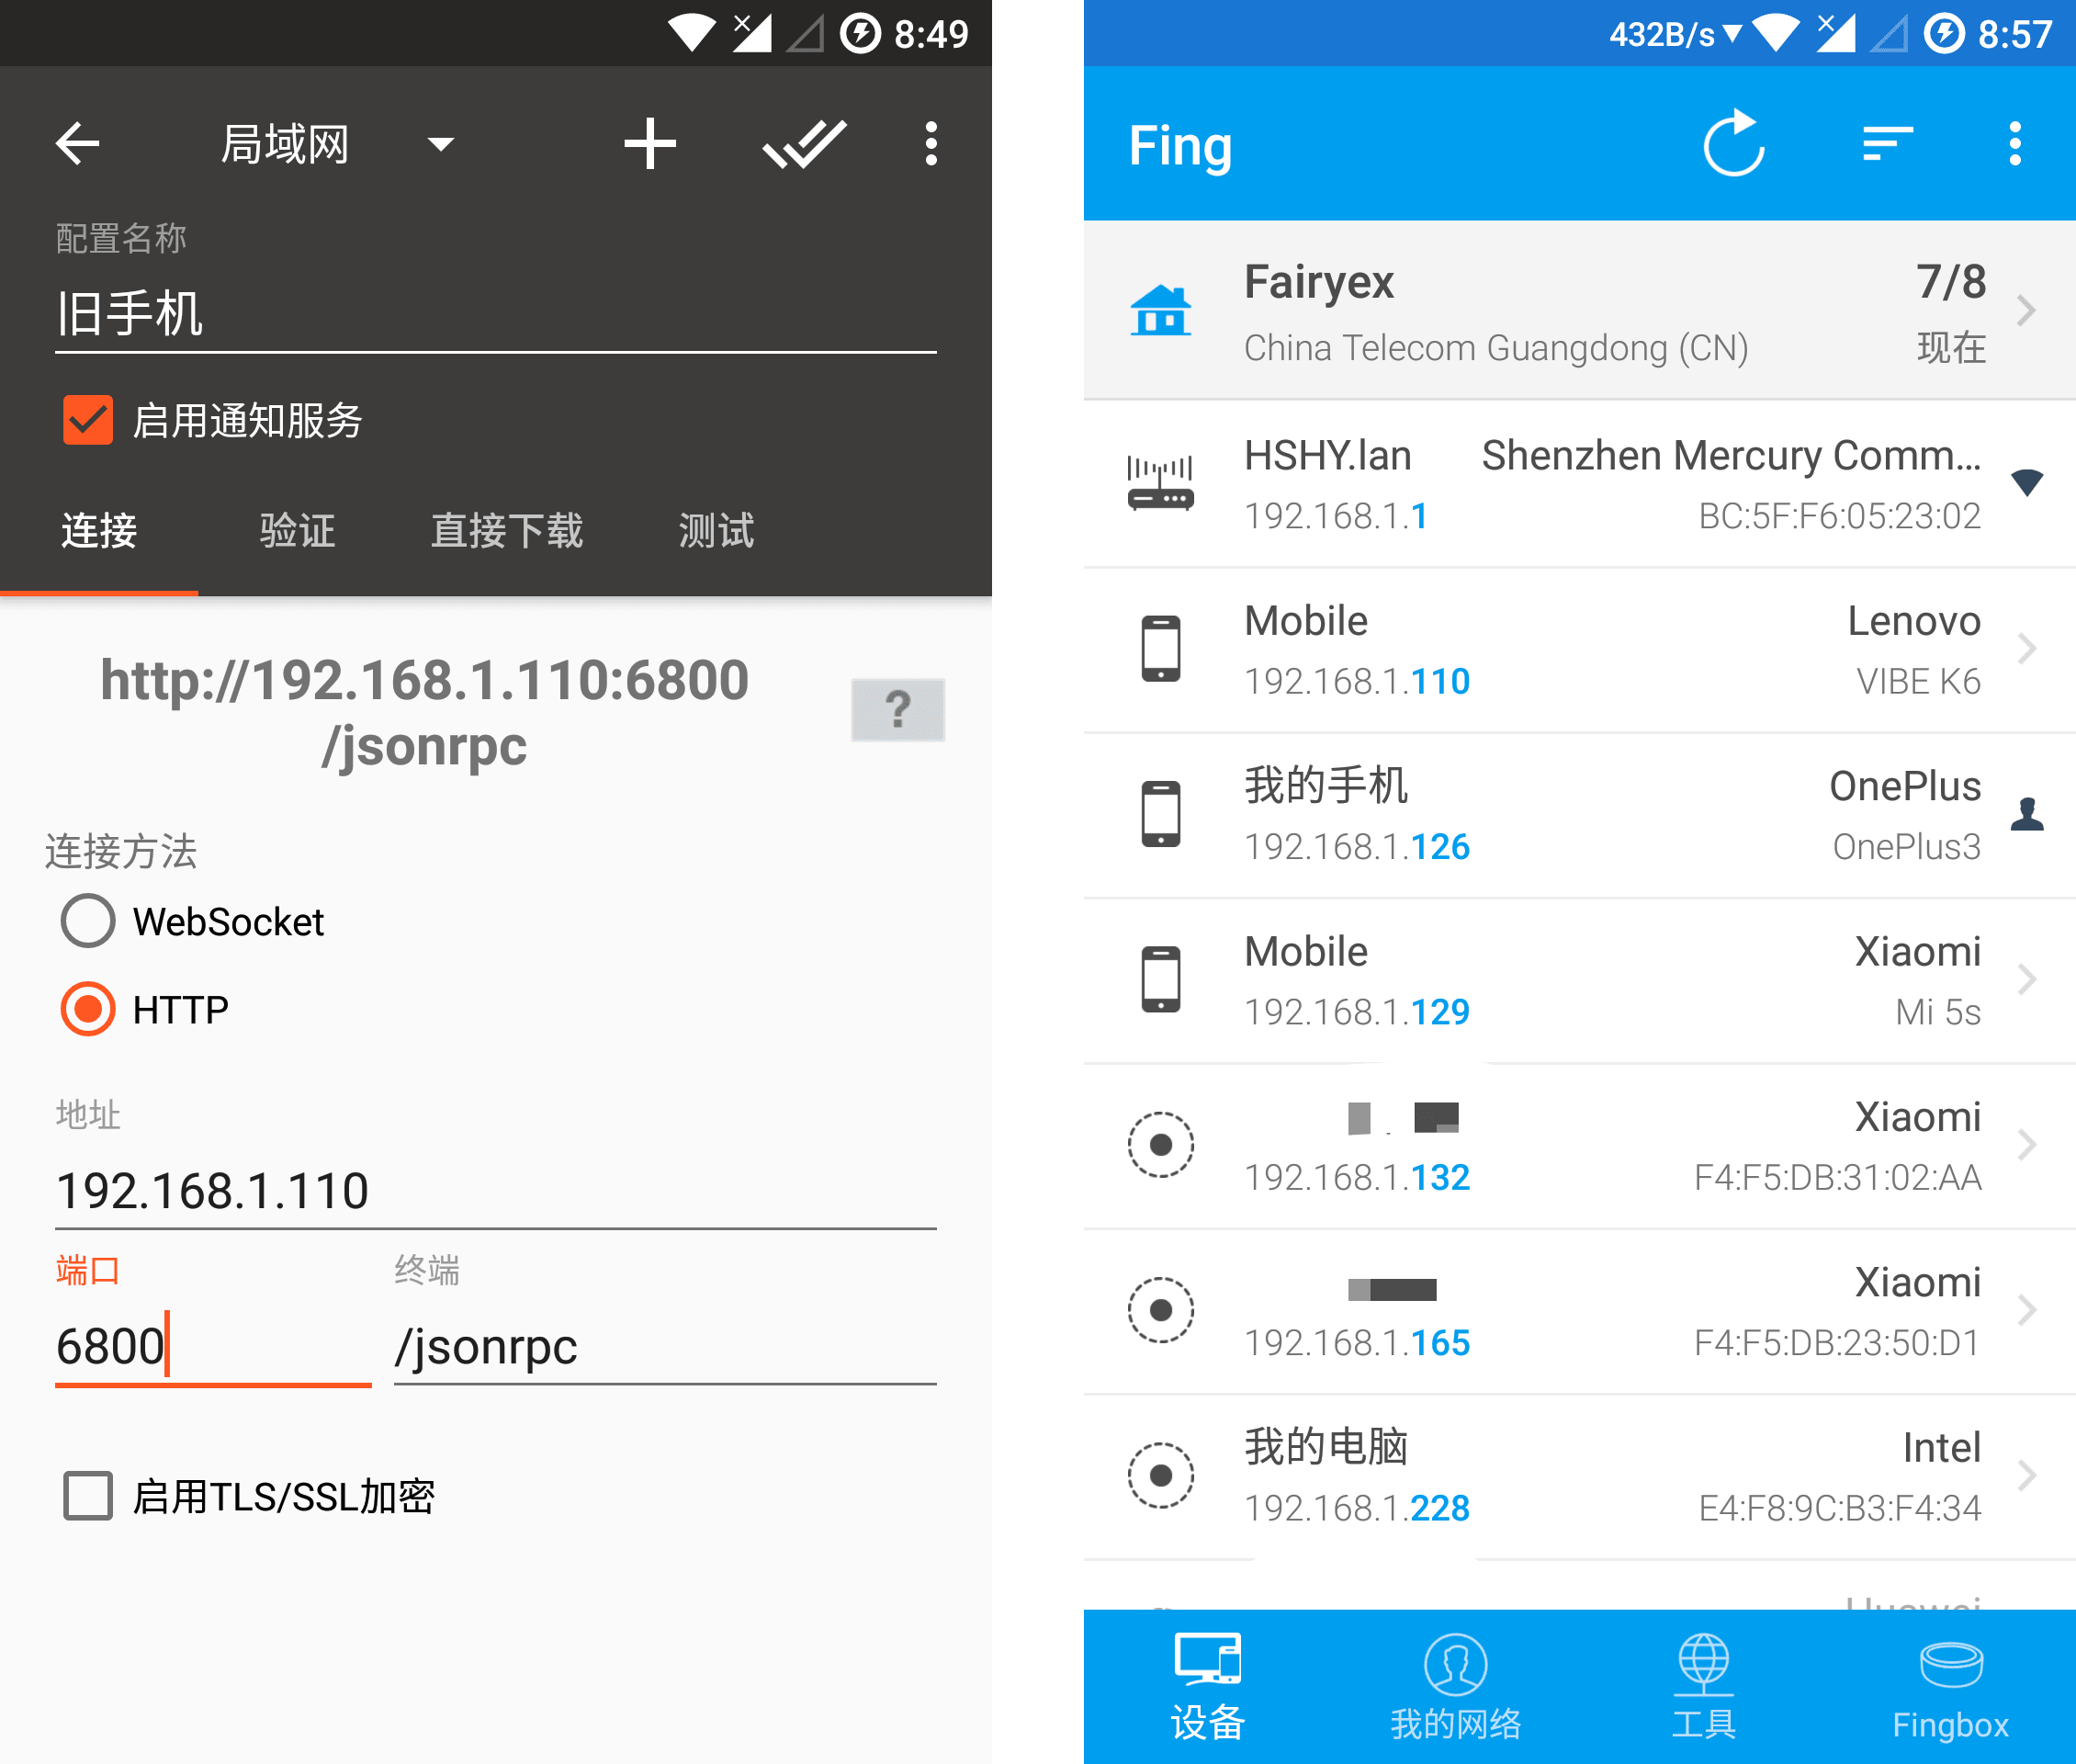 8:49
局域网
配置名称
旧手机
启用通知服务
连接 验证 直接下载 测试
http://192.168.1.110:6800
/jsonrpc
?
连接方法
WebSocket
HTTP
地址
192.168.1.110
端口 终端
6800 /jsonrpc
启用TLS/SSL加密
432B/s 8:57
Fing
Fairyex 7/8
China Telecom Guangdong (CN) 现在
HSHY.lan Shenzhen Mercury Comm...
192.168.1.1 BC:5F:F6:05:23:02
Mobile Lenovo
192.168.1.110 VIBE K6
我的手机 OnePlus
192.168.1.126 OnePlus3
Mobile Xiaomi
192.168.1.129 Mi 5s
Xiaomi
192.168.1.132 F4:F5:DB:31:02:AA
Xiaomi
192.168.1.165 F4:F5:DB:23:50:D1
我的电脑 Intel
192.168.1.228 E4:F8:9C:B3:F4:34
设备 我的网络 工具 Fingbox